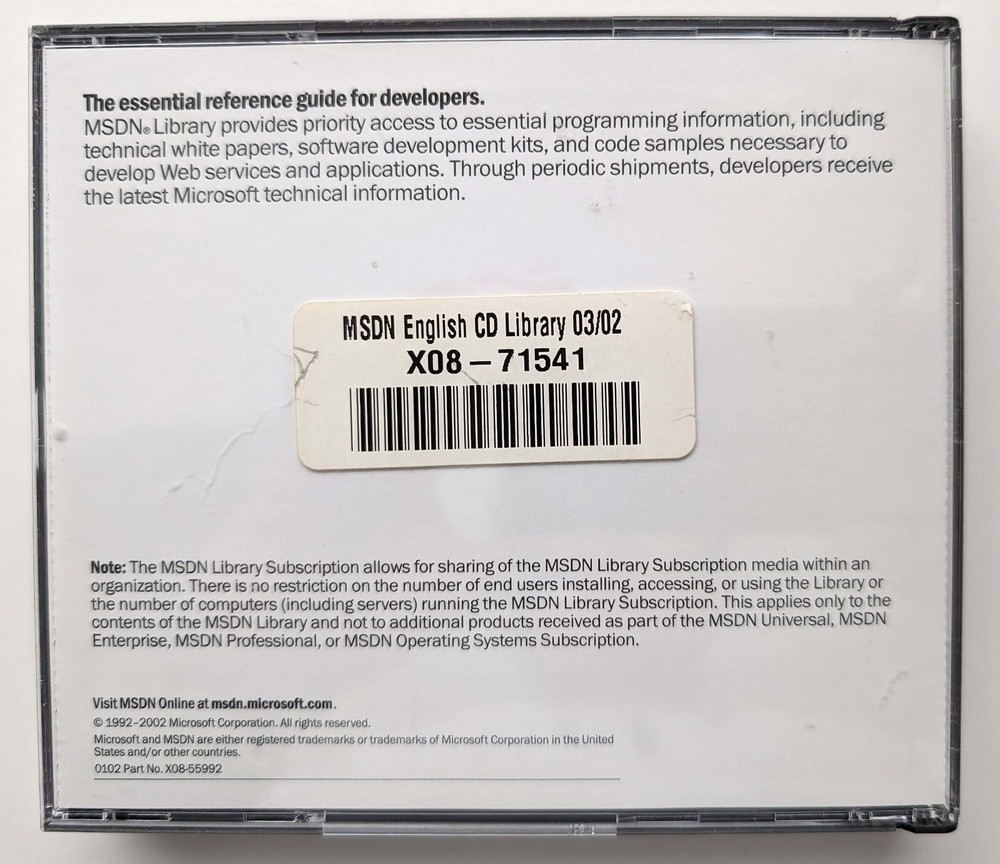 The essential reference guide for developers.
MSDN® Library provides priority access to essential programming information, including
technical white papers, software development kits, and code samples necessary to
develop Web services and applications. Through periodic shipments, developers receive
the latest Microsoft technical information.
MSDN English CD Library 03/02
X08–71541
Note: The MSDN Library Subscription allows for sharing of the MSDN Library Subscription media within an
organization. There is no restriction on the number of end users installing, accessing, or using the Library or
the number of computers (including servers) running the MSDN Library Subscription. This applies only to the
contents of the MSDN Library and not to additional products received as part of the MSDN Universal, MSDN
Enterprise, MSDN Professional, or MSDN Operating Systems Subscription.
Visit MSDN Online at msdn.microsoft.com.
© 1992–2002 Microsoft Corporation. All rights reserved.
Microsoft and MSDN are either registered trademarks or trademarks of Microsoft Corporation in the United
States and/or other countries.
0102 Part No. X08-55992